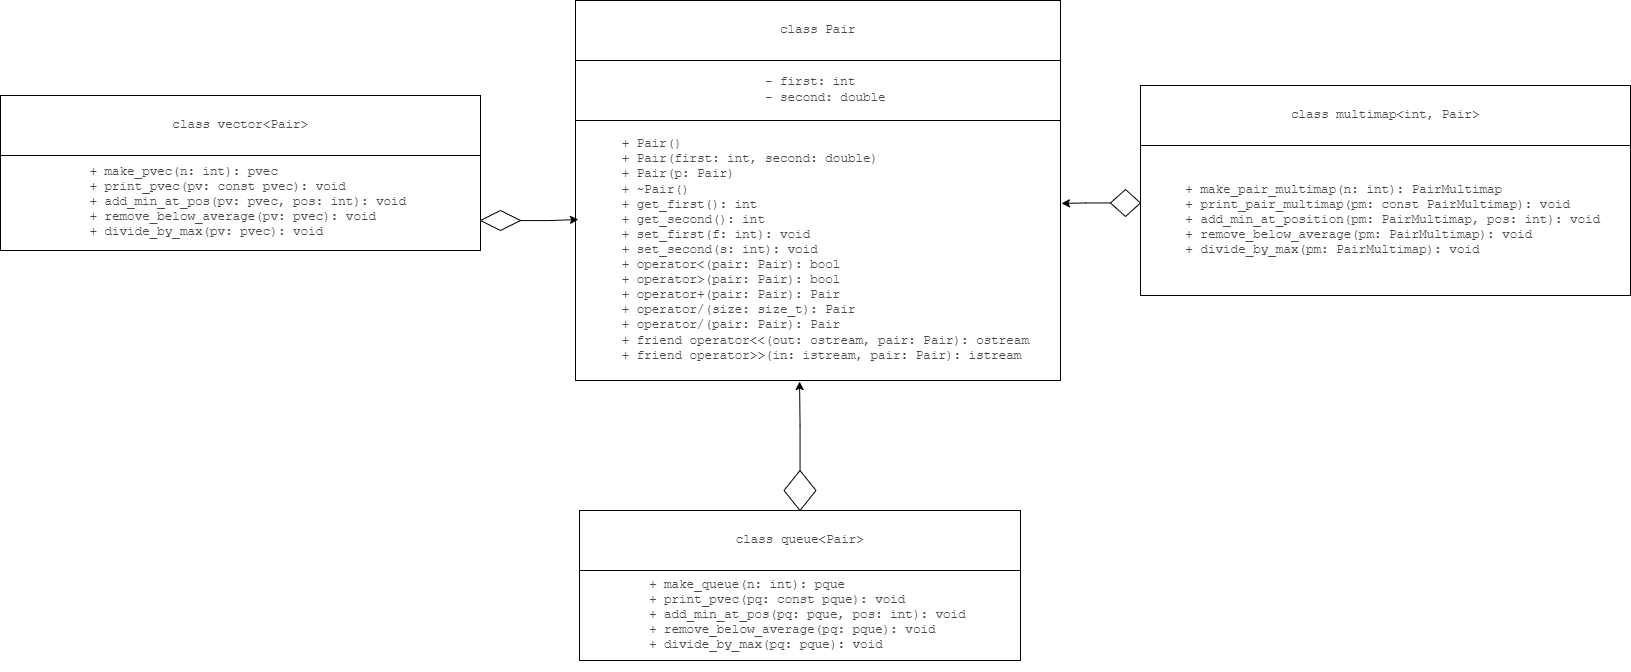 class Pair
- first: int
- second: double
+ Pair()
+ Pair(first: int, second: double)
+ Pair(p: Pair)
+ ~Pair()
+ get_first(): int
+ get_second(): int
+ set_first(f: int): void
+ set_second(s: int): void
+ operator<(pair: Pair): bool
+ operator>(pair: Pair): bool
+ operator+(pair: Pair): Pair
+ operator/(size: size_t): Pair
+ operator/(pair: Pair): Pair
+ friend operator<<(out: ostream, pair: Pair): ostream
+ friend operator>>(in: istream, pair: Pair): istream
class vector<Pair>
+ make_pvec(n: int): pvec
+ print_pvec(pv: const pvec): void
+ add_min_at_pos(pv: pvec, pos: int): void
+ remove_below_average(pv: pvec): void
+ divide_by_max(pv: pvec): void
class multimap<int, Pair>
+ make_pair_multimap(n: int): PairMultimap
+ print_pair_multimap(pm: const PairMultimap): void
+ add_min_at_position(pm: PairMultimap, pos: int): void
+ remove_below_average(pm: PairMultimap): void
+ divide_by_max(pm: PairMultimap): void
class queue<Pair>
+ make_queue(n: int): pque
+ print_pvec(pq: const pque): void
+ add_min_at_pos(pq: pque, pos: int): void
+ remove_below_average(pq: pque): void
+ divide_by_max(pq: pque): void